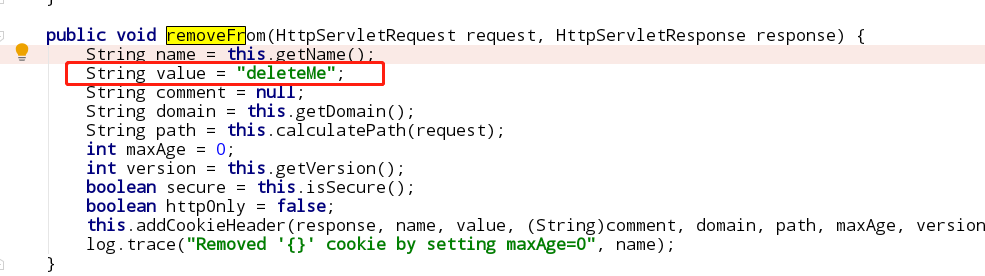 }
public void removeFrom(HttpServletRequest request, HttpServletResponse response) {
String name = this.getName();
String value = "deleteMe";
String comment = null;
String domain = this.getDomain();
String path = this.calculatePath(request);
int maxAge = 0;
int version = this.getVersion();
boolean secure = this.isSecure();
boolean httpOnly = false;
this.addCookieHeader(response, name, value, (String)comment, domain, path, maxAge, version
log.trace("Removed '{}' cookie by setting maxAge=0", name);
}